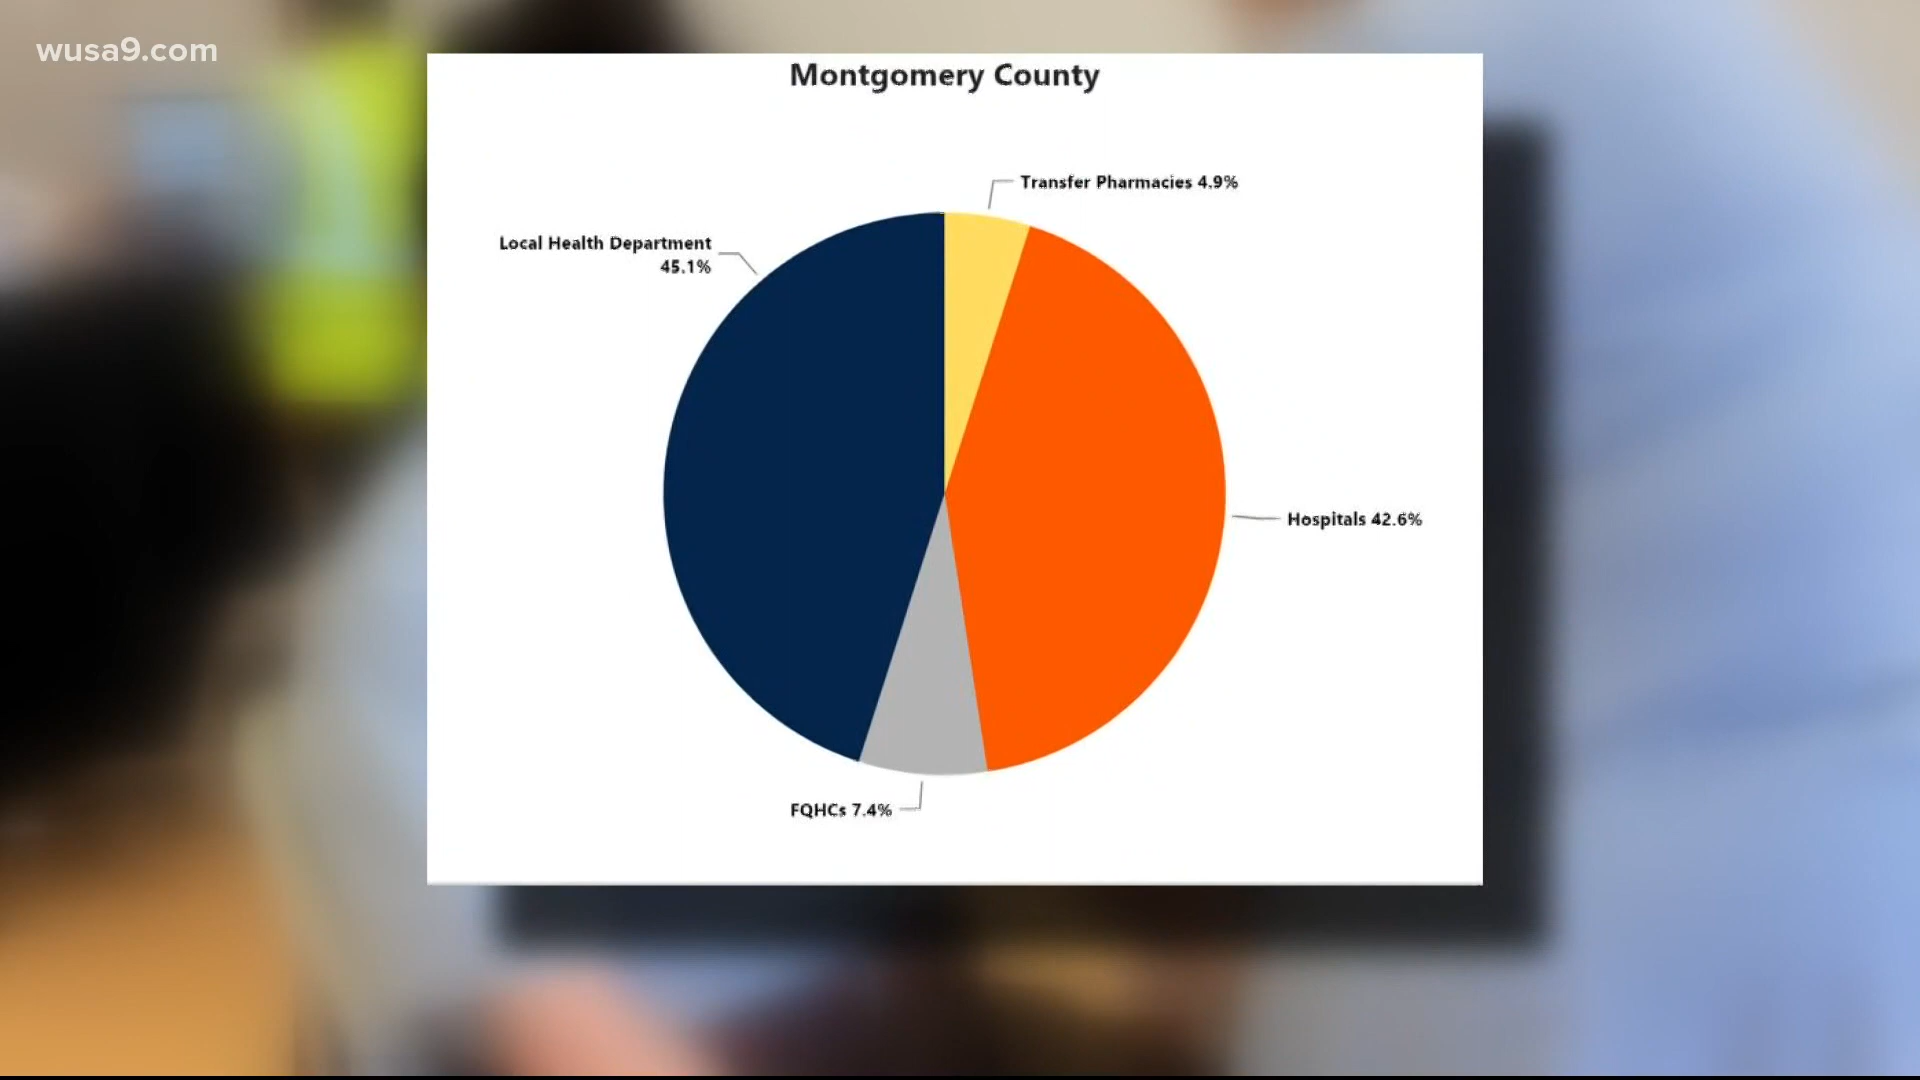 wusa9.com
Montgomery County
Transfer Pharmacies 4.9%
Local Health Department
45.1%
Hospitals 42.6%
FQHCs 7.4%